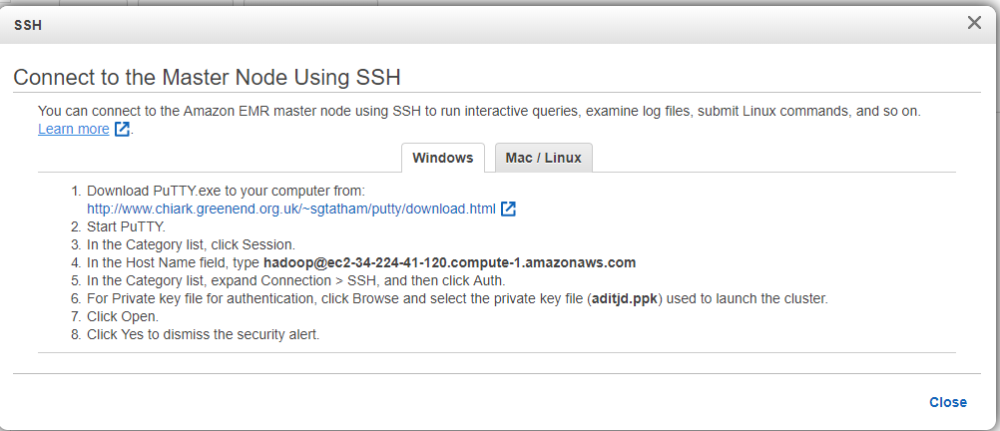 SSH
Connect to the Master Node Using SSH
You can connect to the Amazon EMR master node using SSH to run interactive queries, examine log files, submit Linux commands, and so on.
Learn more .
Windows
Mac / Linux
1. Download PuTTY.exe to your computer from:
http://www.chiark.greenend.org.uk/~sgtatham/putty/download.html
2. Start PuTTY.
3. In the Category list, click Session.
4. In the Host Name field, type hadoop@ec2-34-224-41-120.compute-1.amazonaws.com
5. In the Category list, expand Connection > SSH, and then click Auth.
6. For Private key file for authentication, click Browse and select the private key file (aditjd.ppk) used to launch the cluster.
7. Click Open.
8. Click Yes to dismiss the security alert.
Close